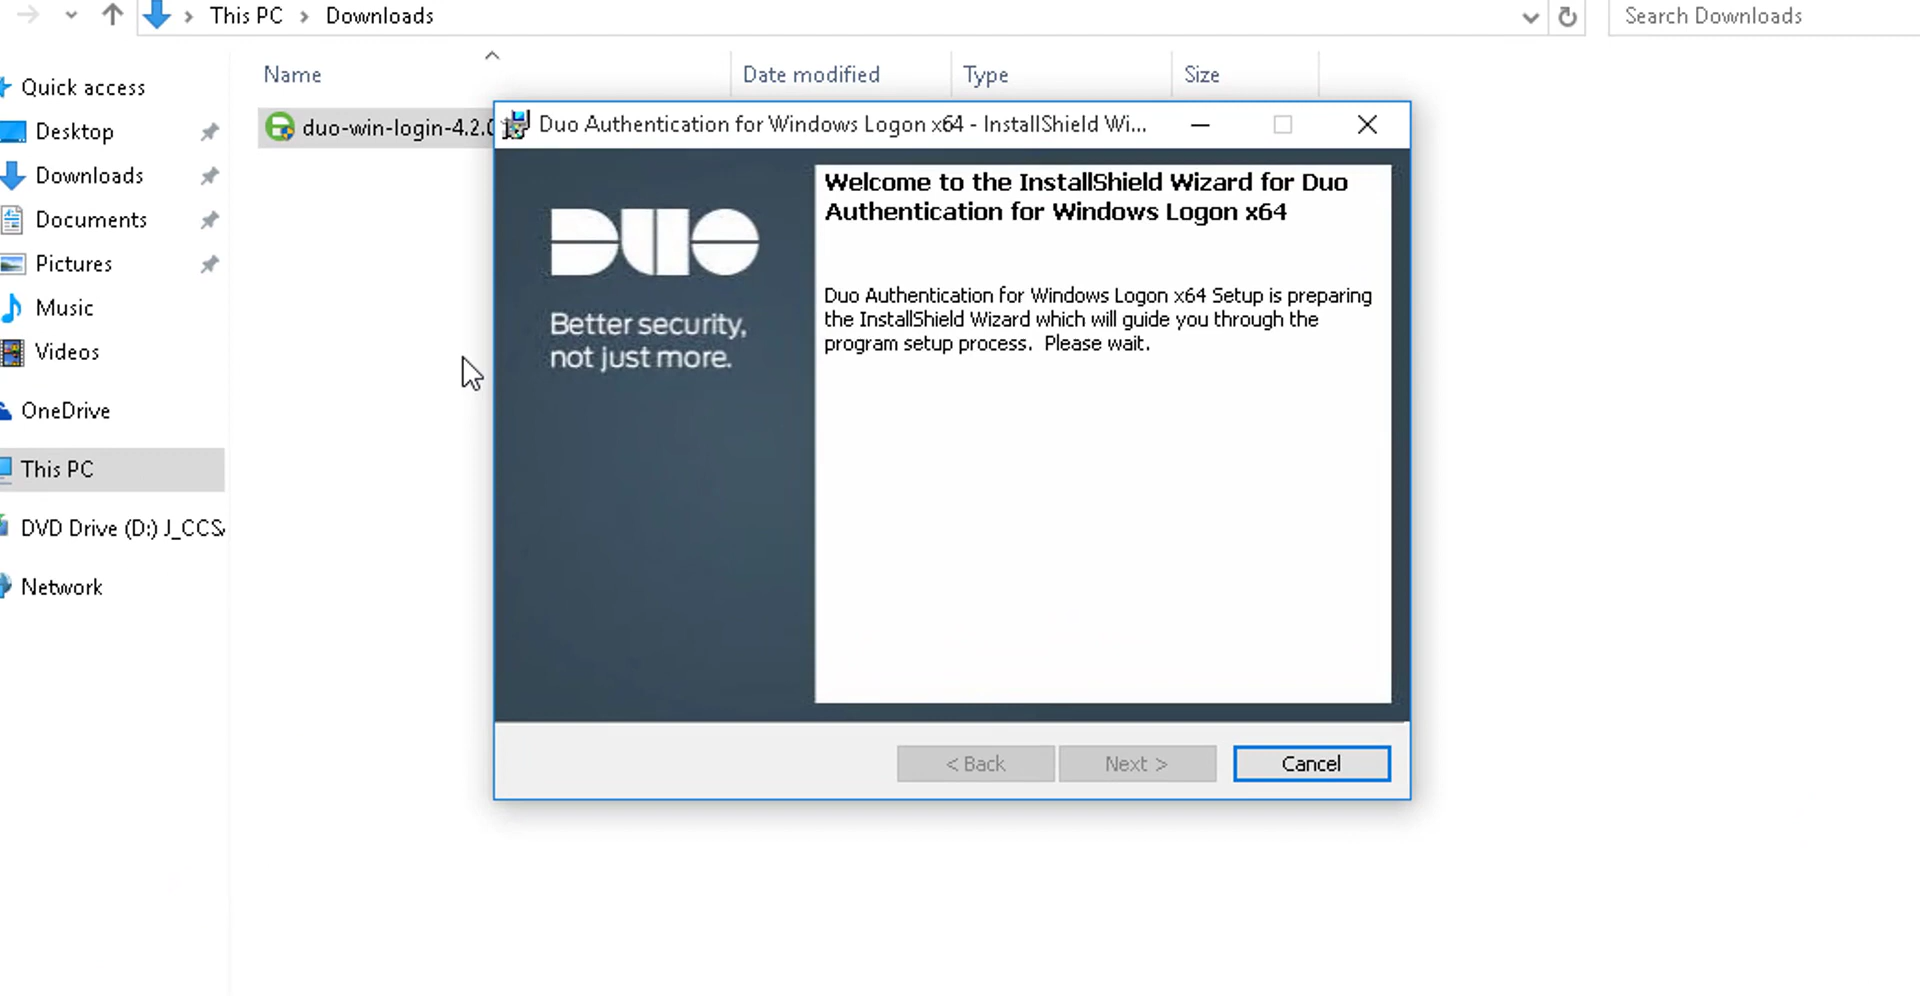 This PC > Downloads
Search Downloads
Name
Date modified
Type
Size
Quick access
Desktop
Downloads
Documents
Pictures
Music
Videos
OneDrive
This PC
DVD Drive (D:) J_CCSA
Network
duo-win-login-4.2.0
Duo Authentication for Windows Logon x64 - InstallShield Wi...
DUO
Better security,
not just more.
Welcome to the InstallShield Wizard for Duo
Authentication for Windows Logon x64
Duo Authentication for Windows Logon x64 Setup is preparing
the InstallShield Wizard which will guide you through the
program setup process. Please wait.
< Back
Next >
Cancel